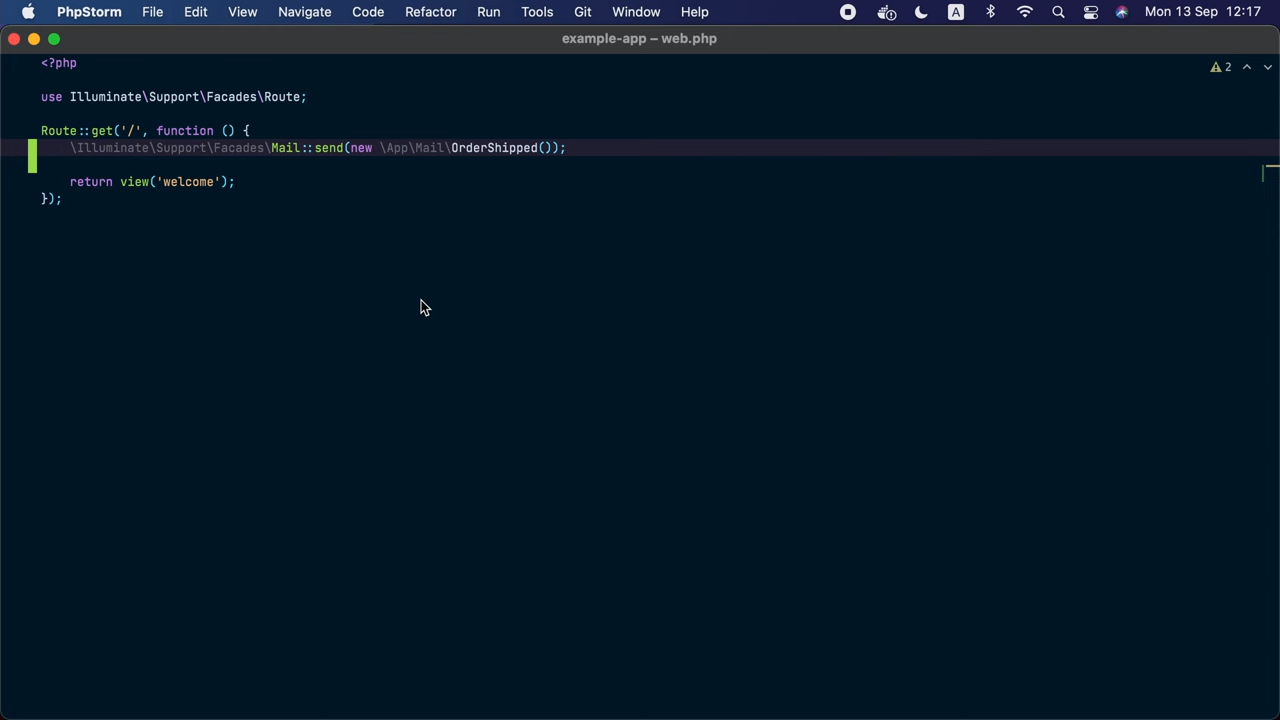 PhpStorm File Edit View Navigate Code Refactor Run Tools Git Window Help A Mon 13 Sep 12:17
example-app – web.php
<?php 2
use Illuminate\Support\Facades\Route;
Route::get('/', function () {
\Illuminate\Support\Facades\Mail::send(new \App\Mail\OrderShipped());
return view('welcome');
});